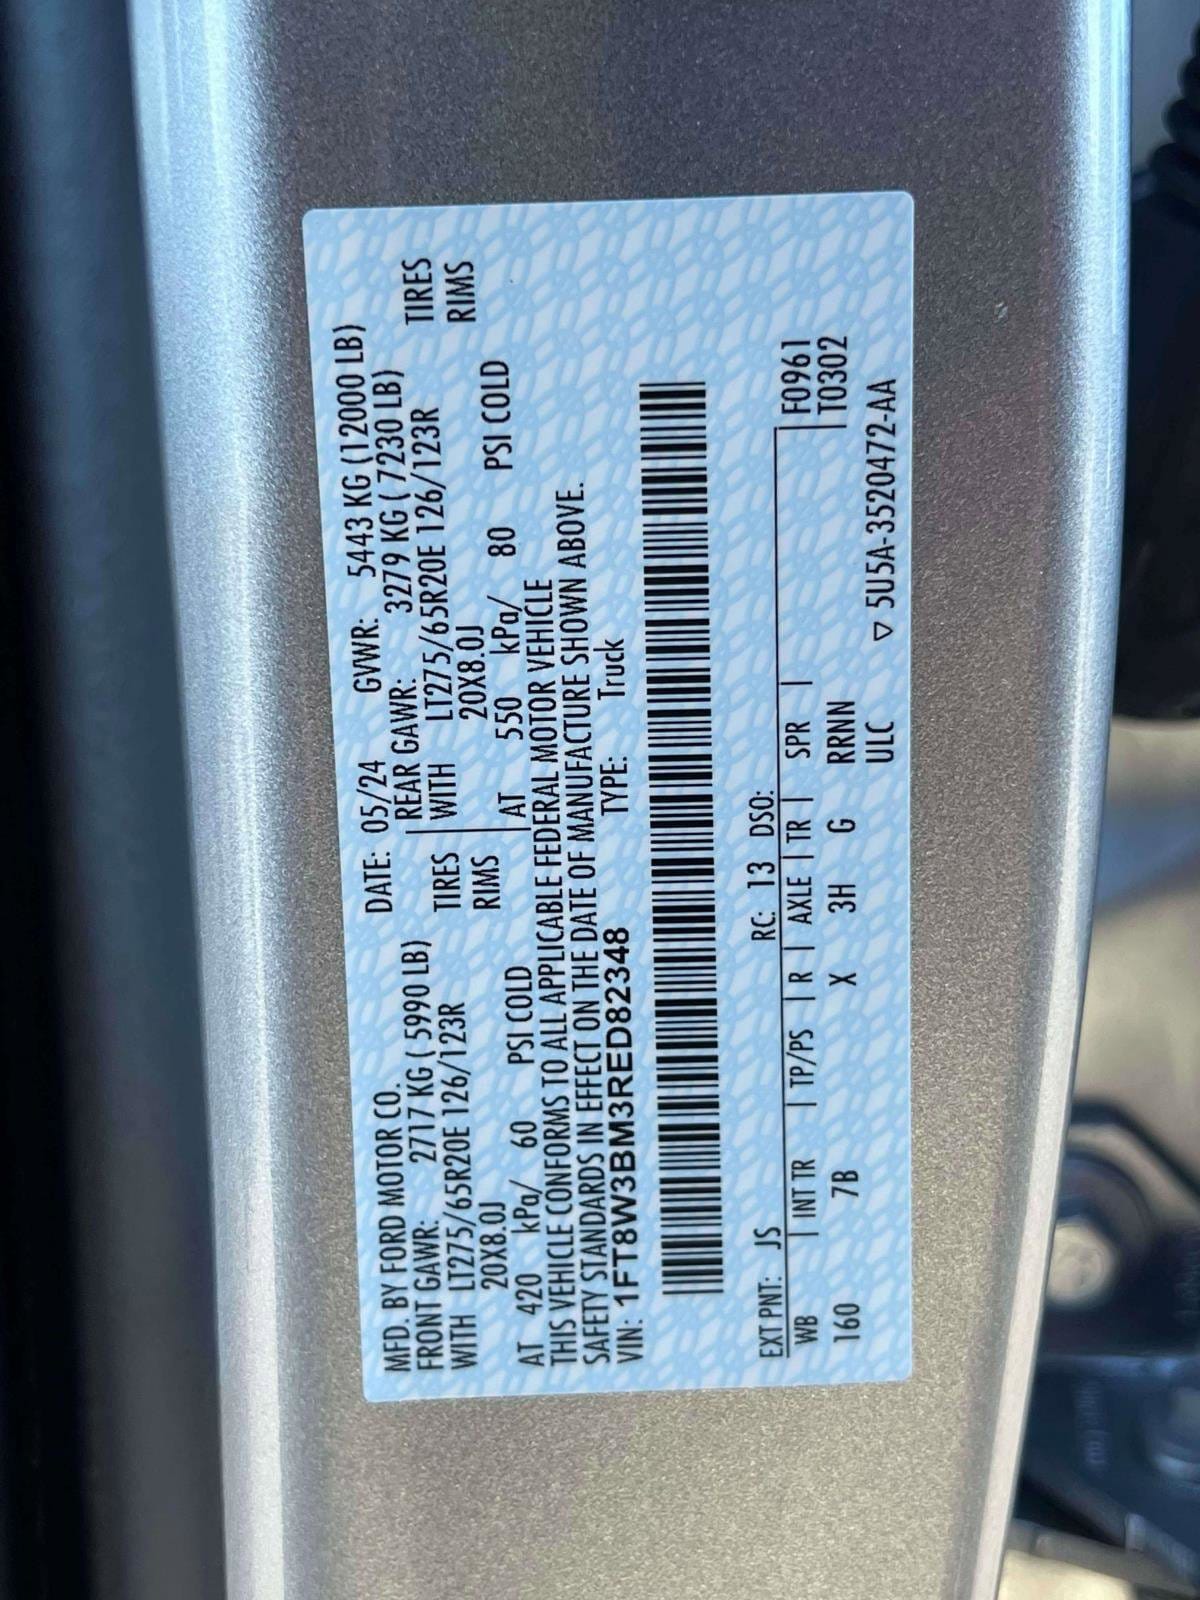 MFD. BY FORD MOTOR CO. DATE: 05/24 GVWR: 5443 KG (12000 LB)
FRONT GAWR: 2717 KG ( 5990 LB) REAR GAWR: 3279 KG ( 7230 LB)
WITH LT275/65R20E 126/123R TIRES WITH LT275/65R20E 126/123R TIRES
20X8.0J RIMS 20X8.0J RIMS
AT 420 kPa/ 60 PSI COLD AT 550 kPa/ 80 PSI COLD
THIS VEHICLE CONFORMS TO ALL APPLICABLE FEDERAL MOTOR VEHICLE
SAFETY STANDARDS IN EFFECT ON THE DATE OF MANUFACTURE SHOWN ABOVE.
VIN: 1FT8W3BM3RED82348 TYPE: Truck
EXT PNT: JS RC: 13 DSO:
WB | INT TR | TP/PS | R | AXLE | TR | SPR | F0961
160 7B X 3H G RRNN T0302
ULC ▽ 5U5A-3520472-AA